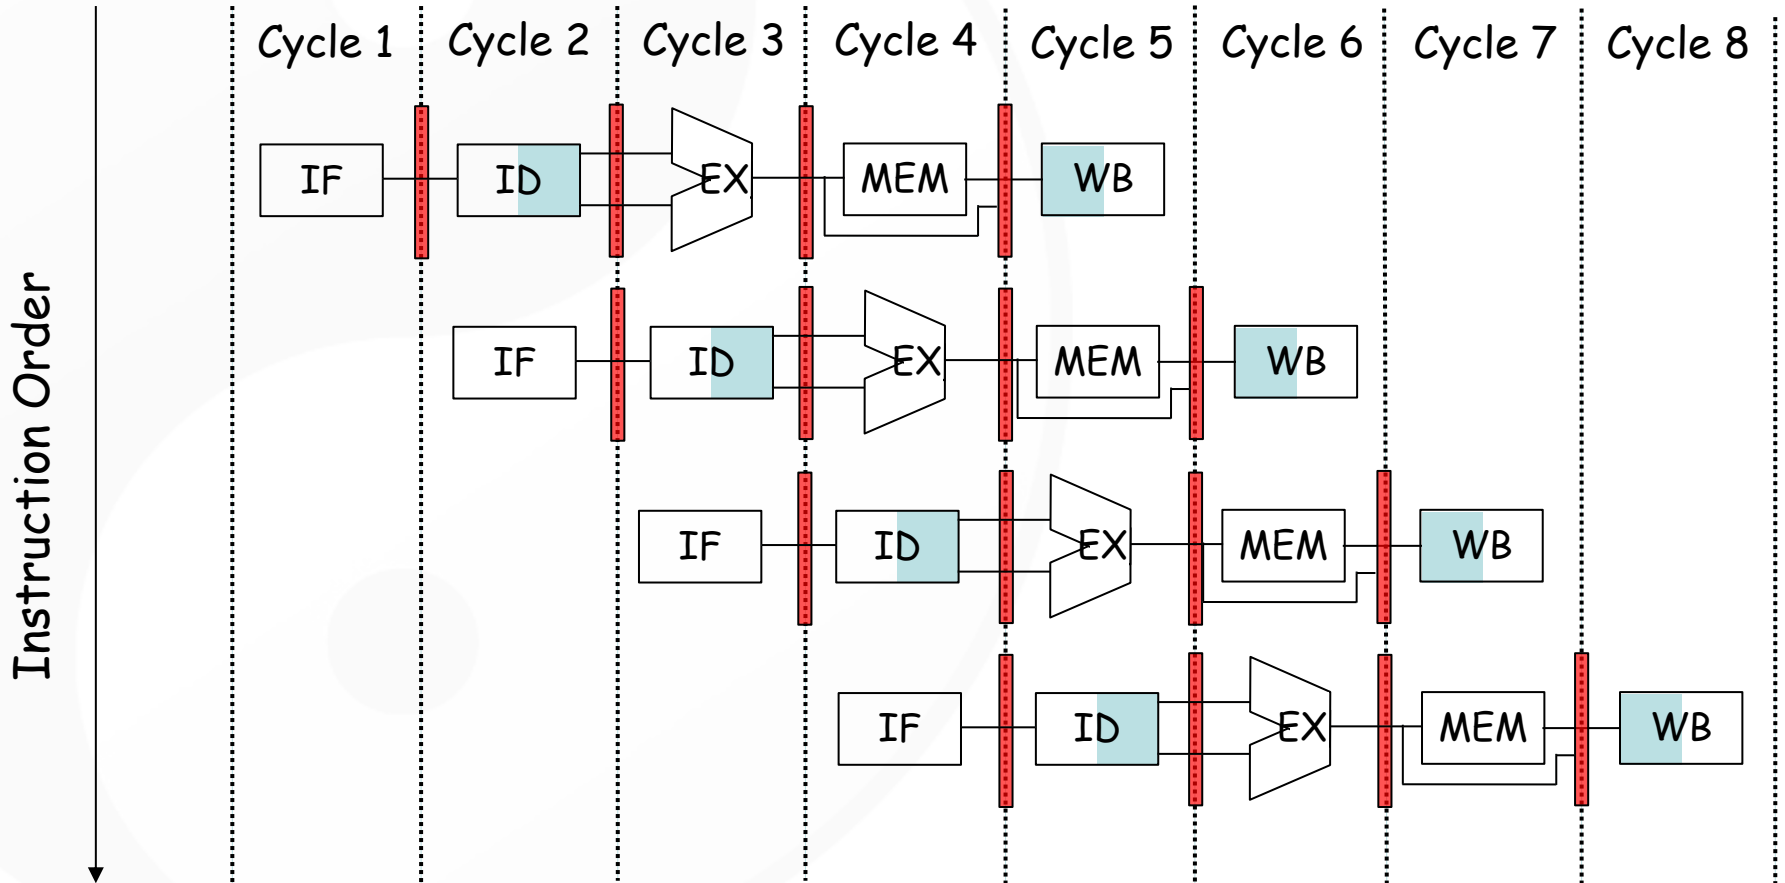 Cycle 1 Cycle 2 Cycle 3 Cycle 4 Cycle 5 Cycle 6 Cycle 7 Cycle 8
IF ID EX MEM WB
IF ID EX MEM WB
IF ID EX MEM WB
IF ID EX MEM WB
Instruction Order